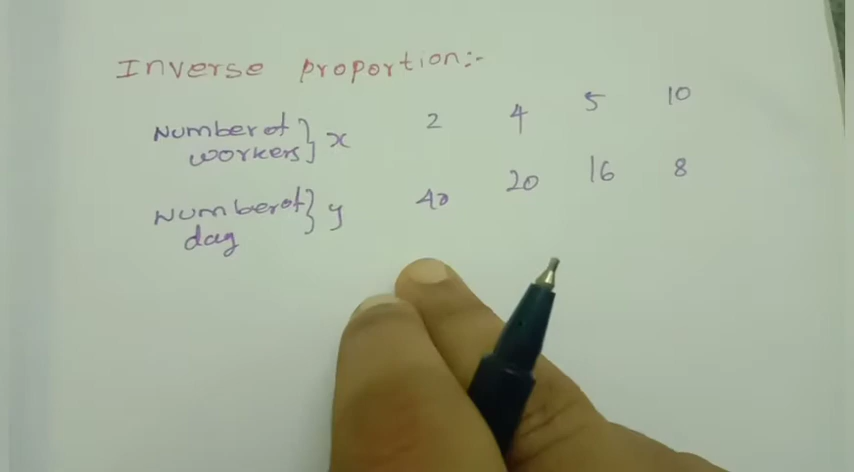 Inverse proportion:-
Number of } x 2 4 5 10
workers
Number of } y 40 20 16 8
day